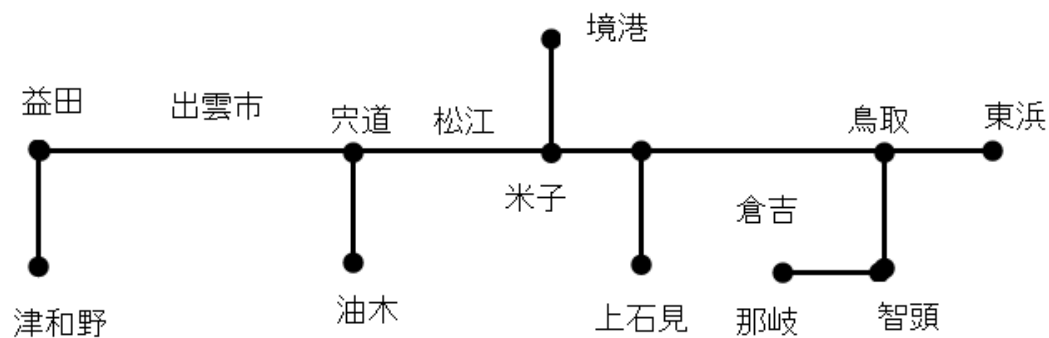 境港
益田
出雲市
宍道
松江
鳥取
東浜
米子
倉吉
津和野
油木
上石見
那岐
智頭